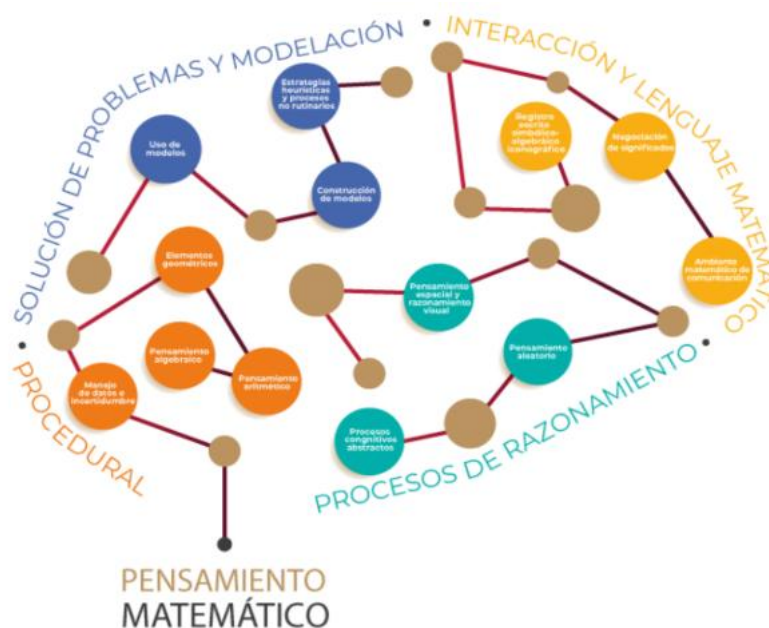 SOLUCIÓN DE PROBLEMAS Y MODELACIÓN
Estrategias
heurísticas
y procesos
no rutinarios
Uso de
modelos
Construcción
de modelos
INTERACCIÓN Y LENGUAJE MATEMÁTICO
Registro
escrito
simbólico-
algebraico
iconográfico
Negociación
de significados
Ambiente
matemático de
comunicación
Elementos
geométricos
Pensamiento
algebraico
Pensamiento
aritmético
Manejo
de datos e
incertidumbre
PROCEDURAL
Pensamiento
espacial y
razonamiento
visual
Pensamiento
aleatorio
Procesos
congnitivos
abstractos
PROCESOS DE RAZONAMIENTO
PENSAMIENTO
MATEMÁTICO